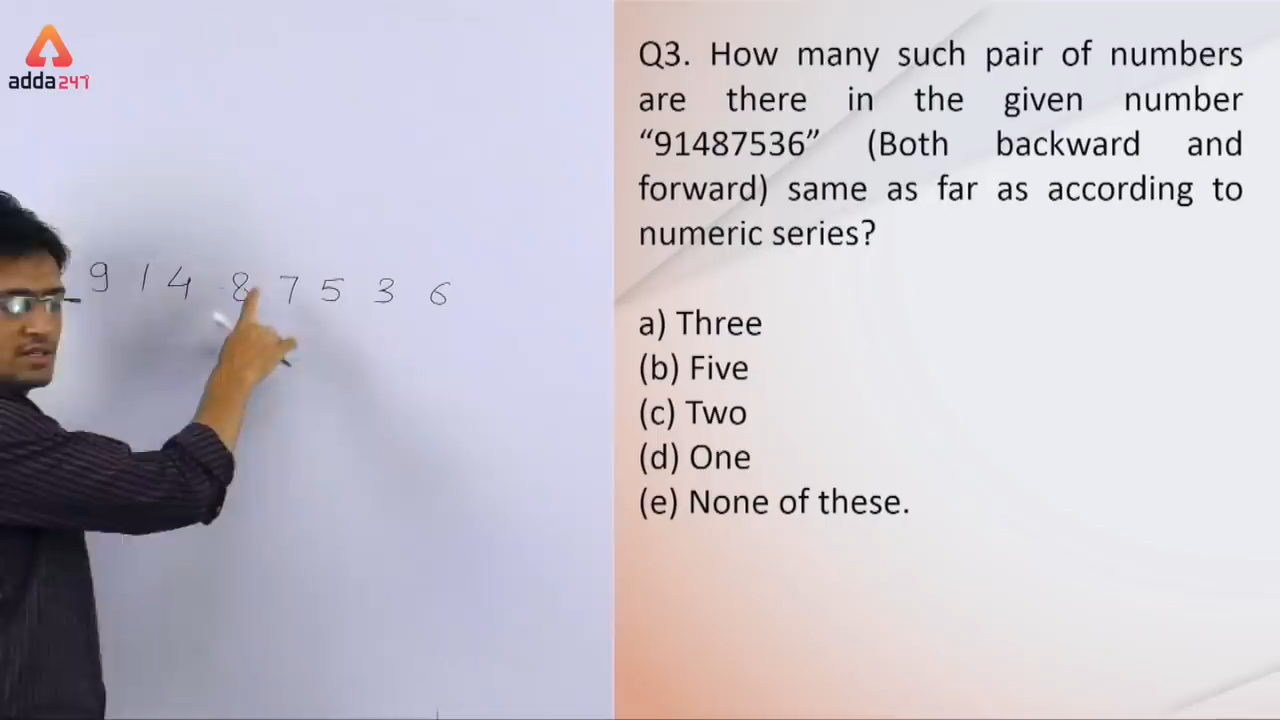 adda247
Q3. How many such pair of numbers
are there in the given number
“91487536” (Both backward and
forward) same as far as according to
numeric series?
9 1 4 8 7 5 3 6
a) Three
(b) Five
(c) Two
(d) One
(e) None of these.